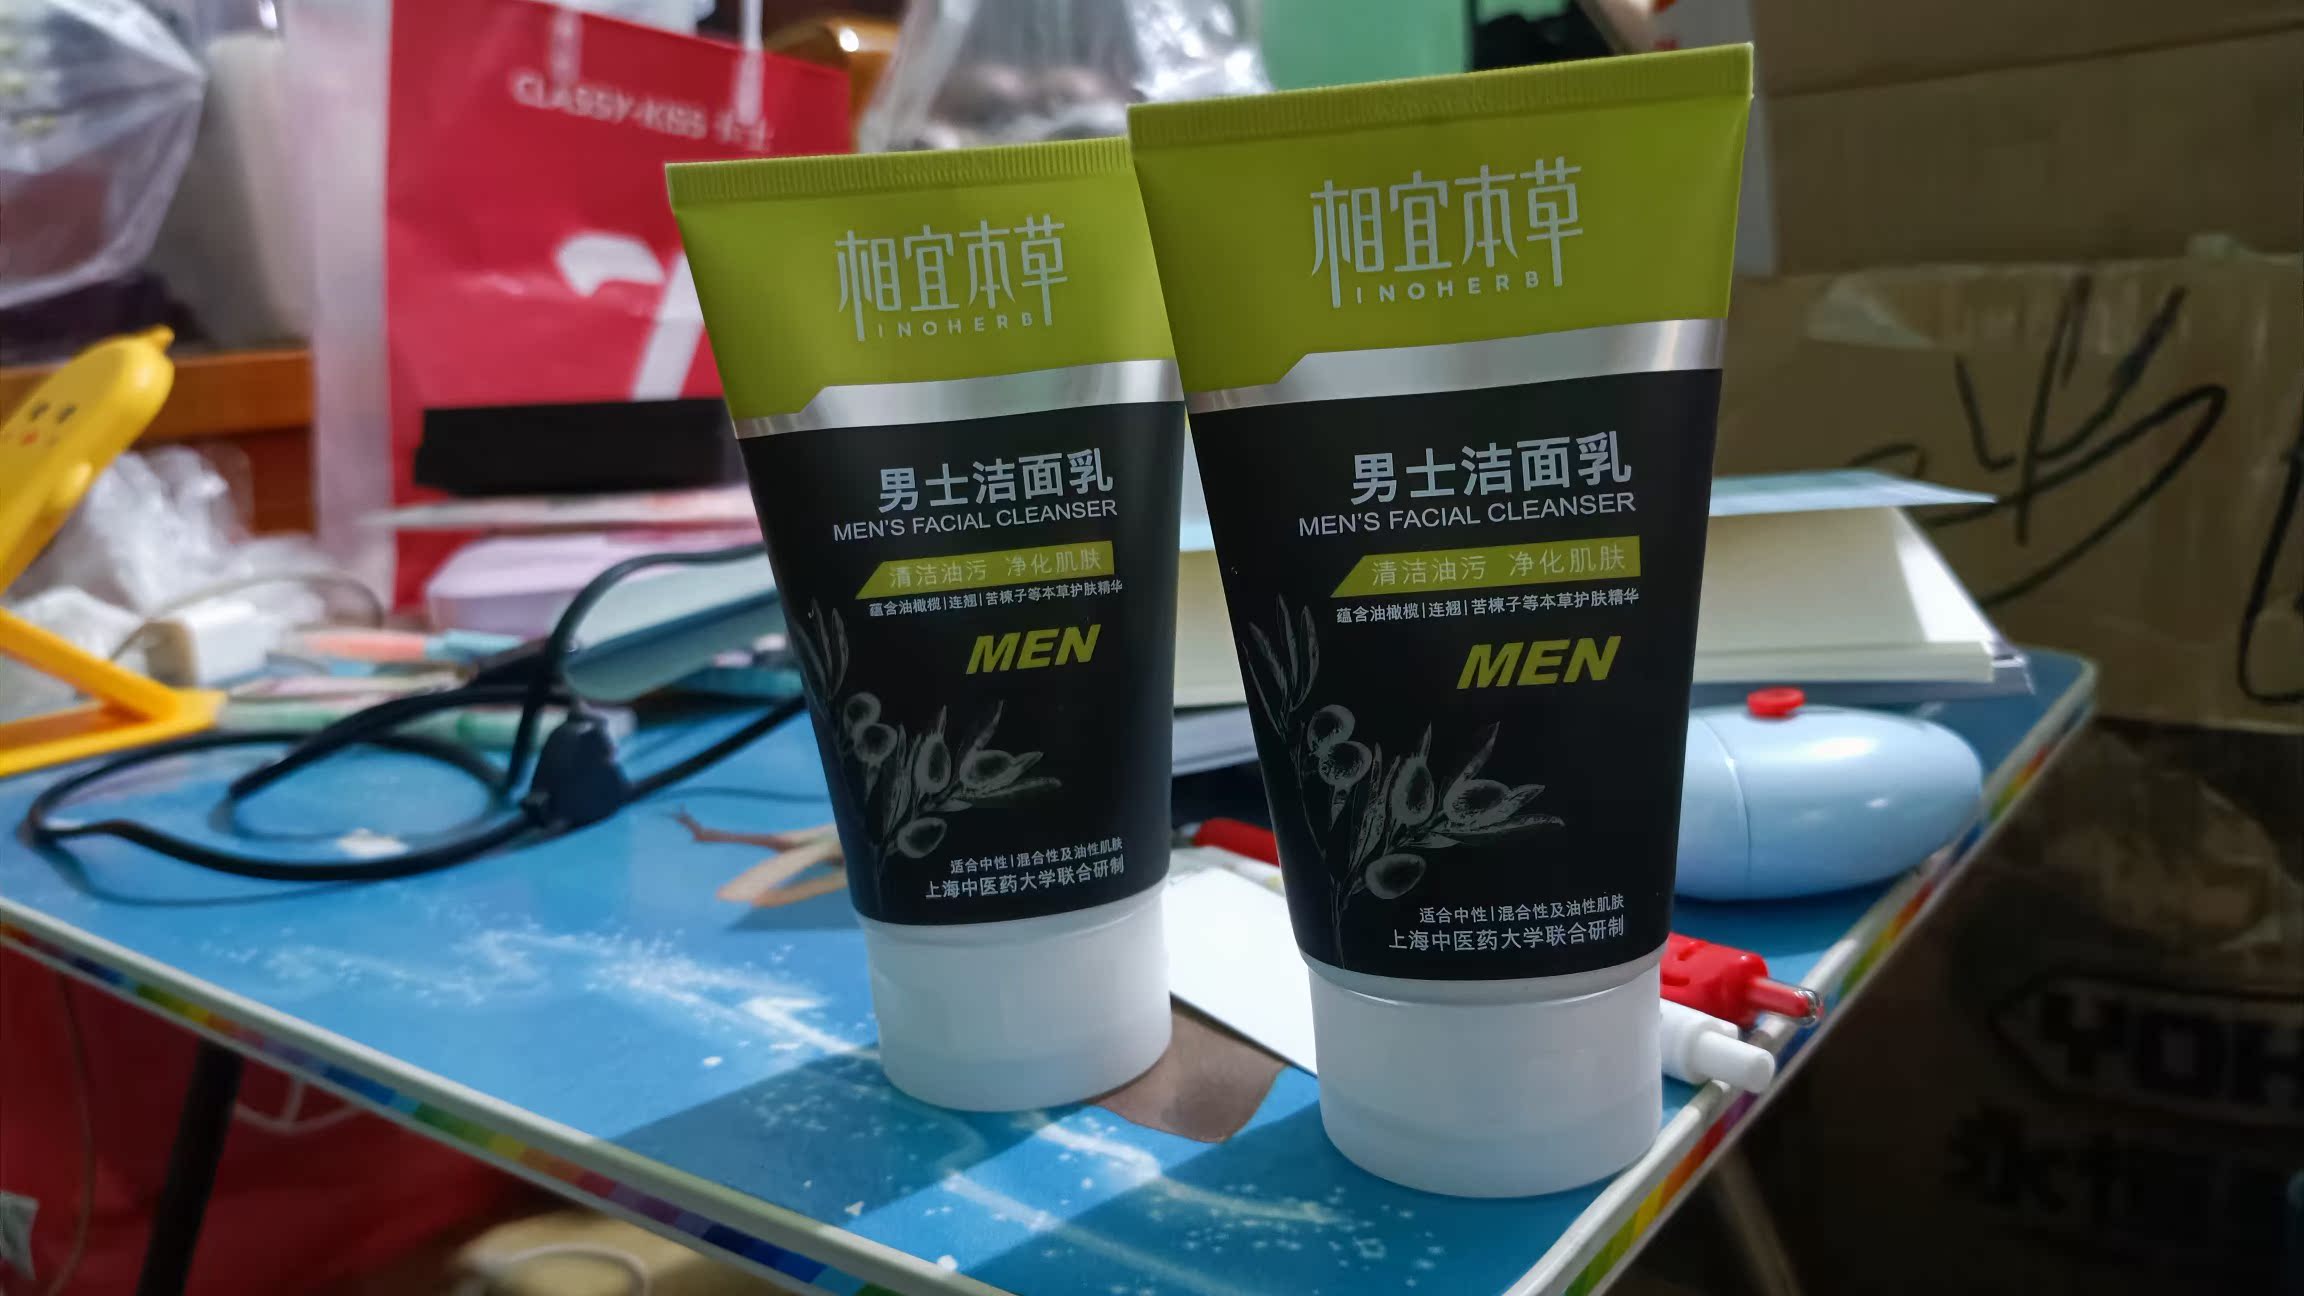 CLASSY·KISS 卡士
相宜本草
INOHERB
男士洁面乳
MEN'S FACIAL CLEANSER
清洁油污 净化肌肤
蕴含油橄榄|连翘|苦楝子等本草护肤精华
MEN
适合中性|混合性及油性肌肤
上海中医药大学联合研制
相宜本草
INOHERB
男士洁面乳
MEN'S FACIAL CLEANSER
清洁油污 净化肌肤
蕴含油橄榄|连翘|苦楝子等本草护肤精华
MEN
适合中性|混合性及油性肌肤
上海中医药大学联合研制